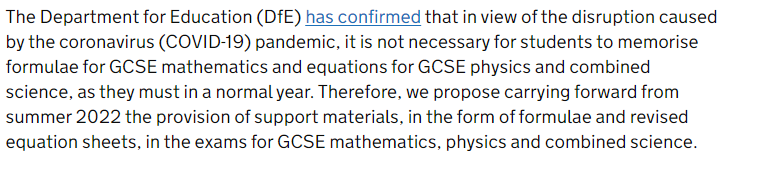 The Department for Education (DfE) has confirmed that in view of the disruption caused
by the coronavirus (COVID-19) pandemic, it is not necessary for students to memorise
formulae for GCSE mathematics and equations for GCSE physics and combined
science, as they must in a normal year. Therefore, we propose carrying forward from
summer 2022 the provision of support materials, in the form of formulae and revised
equation sheets, in the exams for GCSE mathematics, physics and combined science.